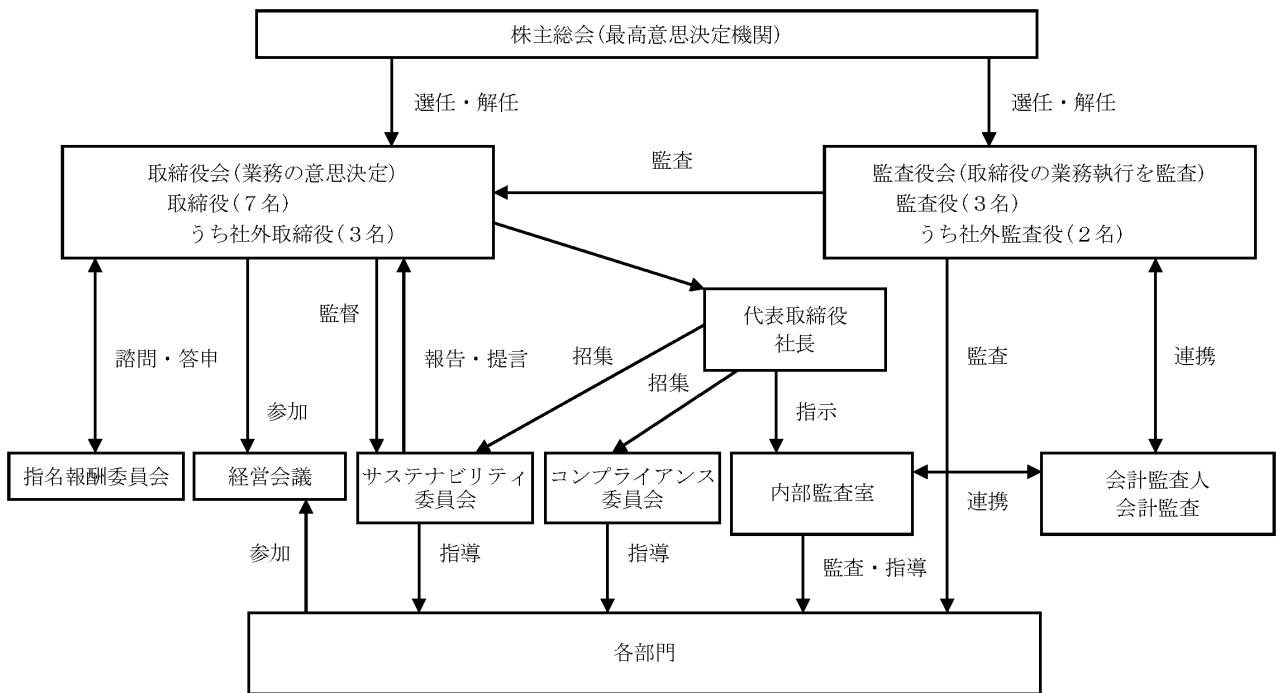 株主総会(最高意思決定機関)
選任・解任
選任・解任
取締役会(業務の意思決定)
取締役(7名)
うち社外取締役(3名)
監査
監査役会(取締役の業務執行を監査)
監査役(3名)
うち社外監査役(2名)
代表取締役
社長
諮問・答申
参加
監督
報告・提言
招集
招集
指示
監査
連携
指名報酬委員会
経営会議
サステナビリティ
委員会
コンプライアンス
委員会
内部監査室
連携
会計監査人
会計監査
参加
指導
指導
監査・指導
各部門